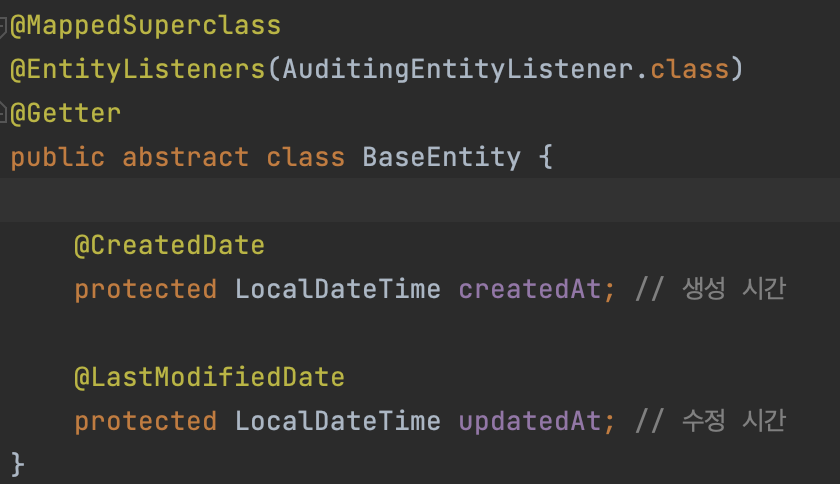 @MappedSuperclass
@EntityListeners(AuditingEntityListener.class)
@Getter
public abstract class BaseEntity {
@CreatedDate
protected LocalDateTime createdAt; // 생성 시간
@LastModifiedDate
protected LocalDateTime updatedAt; // 수정 시간
}